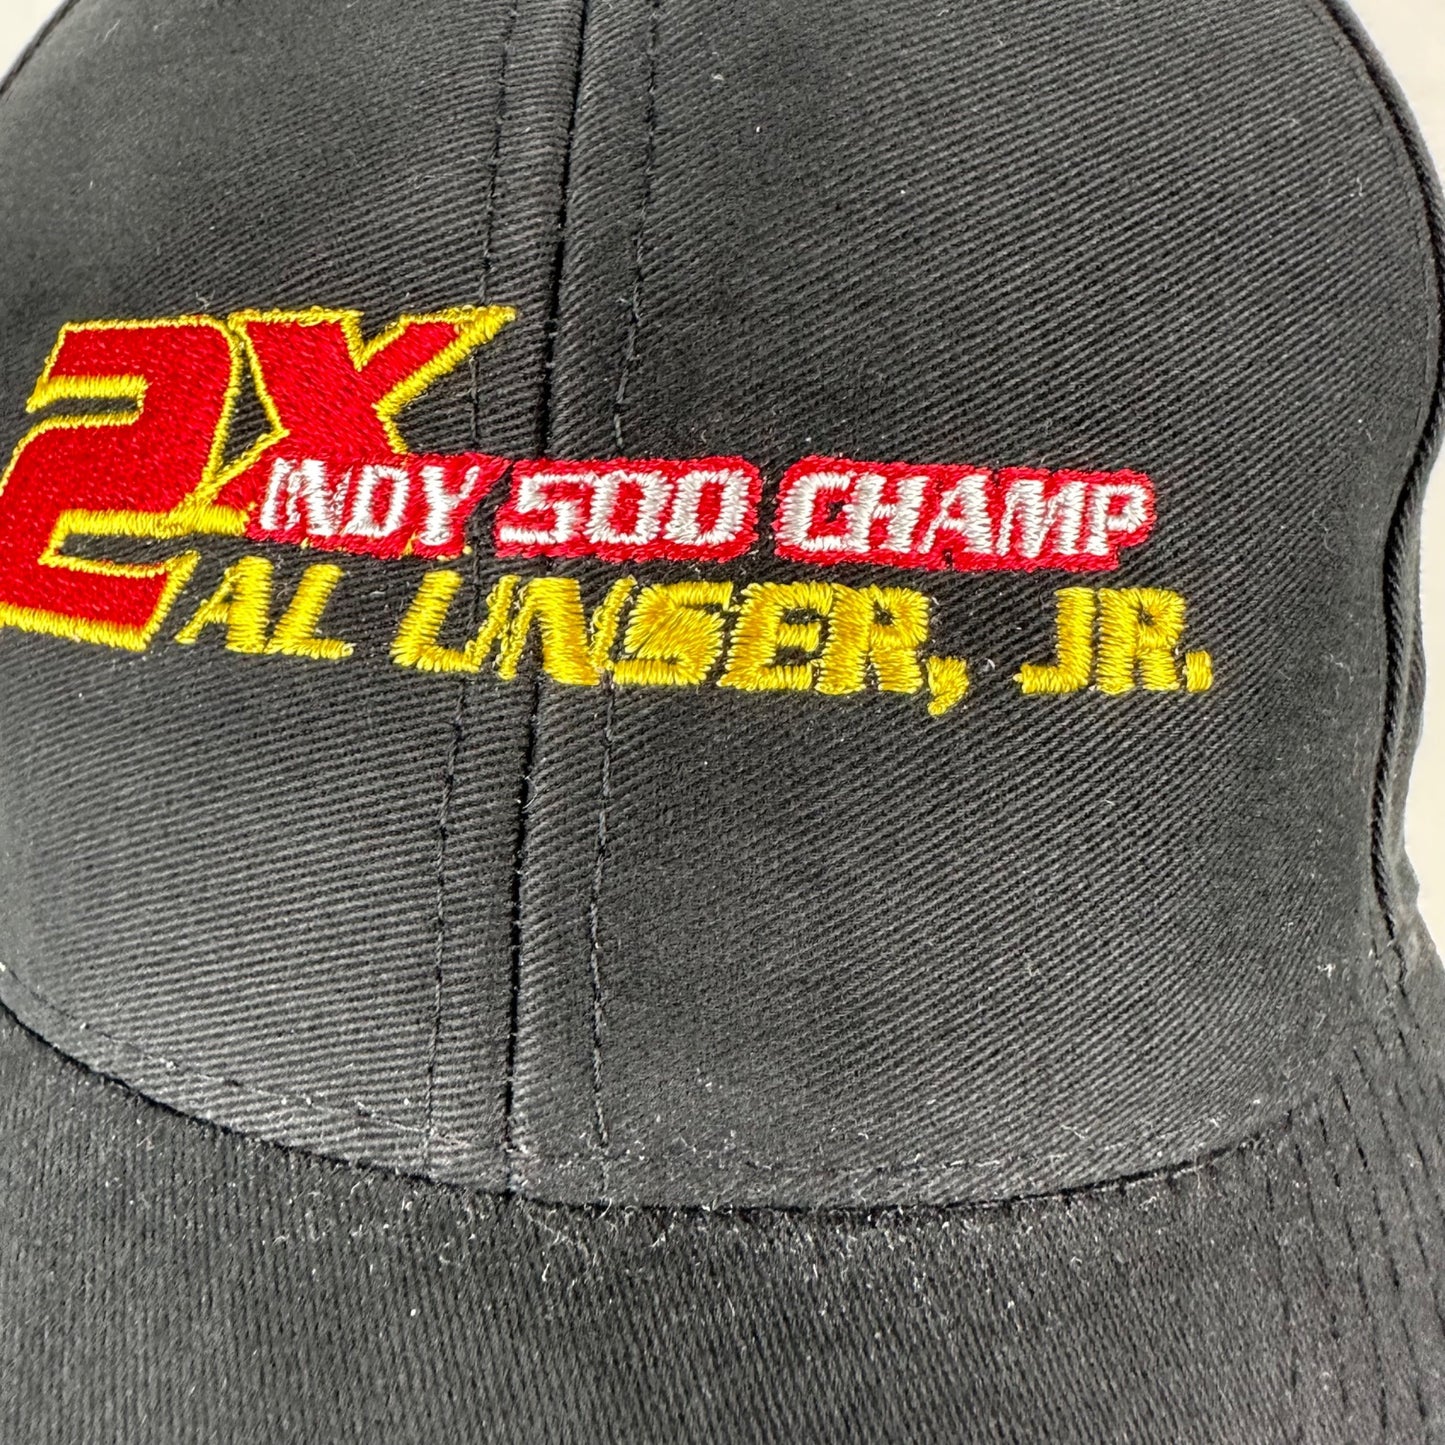 2X
INDY 500 CHAMP
AL UNSER, JR.